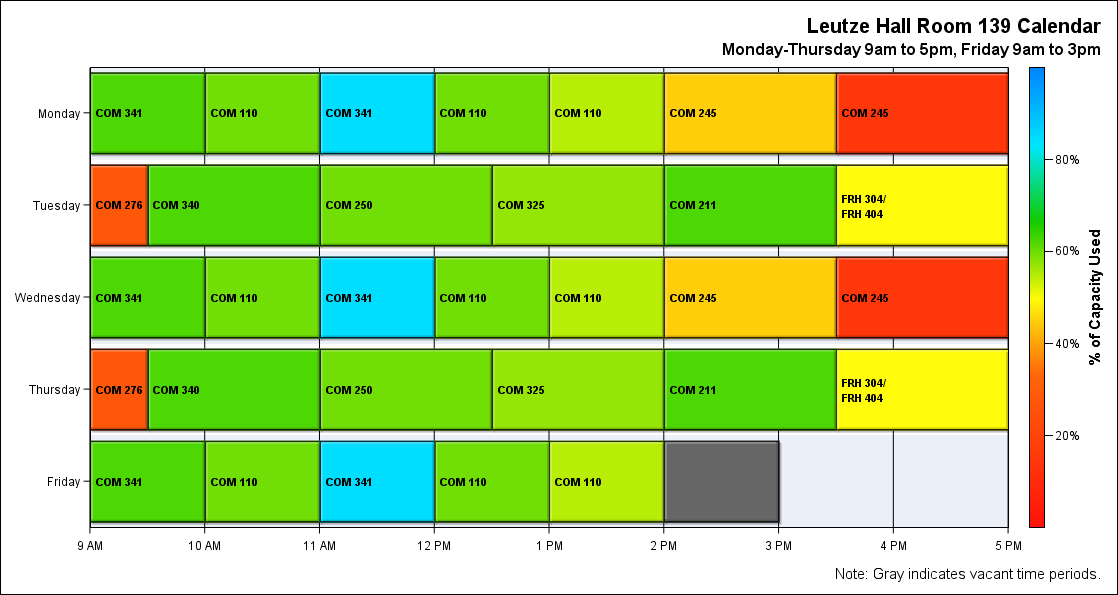 Leutze Hall Room 139 Calendar
Monday-Thursday 9am to 5pm, Friday 9am to 3pm
Monday
COM 341
COM 110
COM 341
COM 110
COM 110
COM 245
COM 245
Tuesday
COM 276
COM 340
COM 250
COM 325
COM 211
FRH 304/
FRH 404
Wednesday
COM 341
COM 110
COM 341
COM 110
COM 110
COM 245
COM 245
Thursday
COM 276
COM 340
COM 250
COM 325
COM 211
FRH 304/
FRH 404
Friday
COM 341
COM 110
COM 341
COM 110
COM 110
9 AM
10 AM
11 AM
12 PM
1 PM
2 PM
3 PM
4 PM
5 PM
80%
60%
40%
20%
% of Capacity Used
Note: Gray indicates vacant time periods.